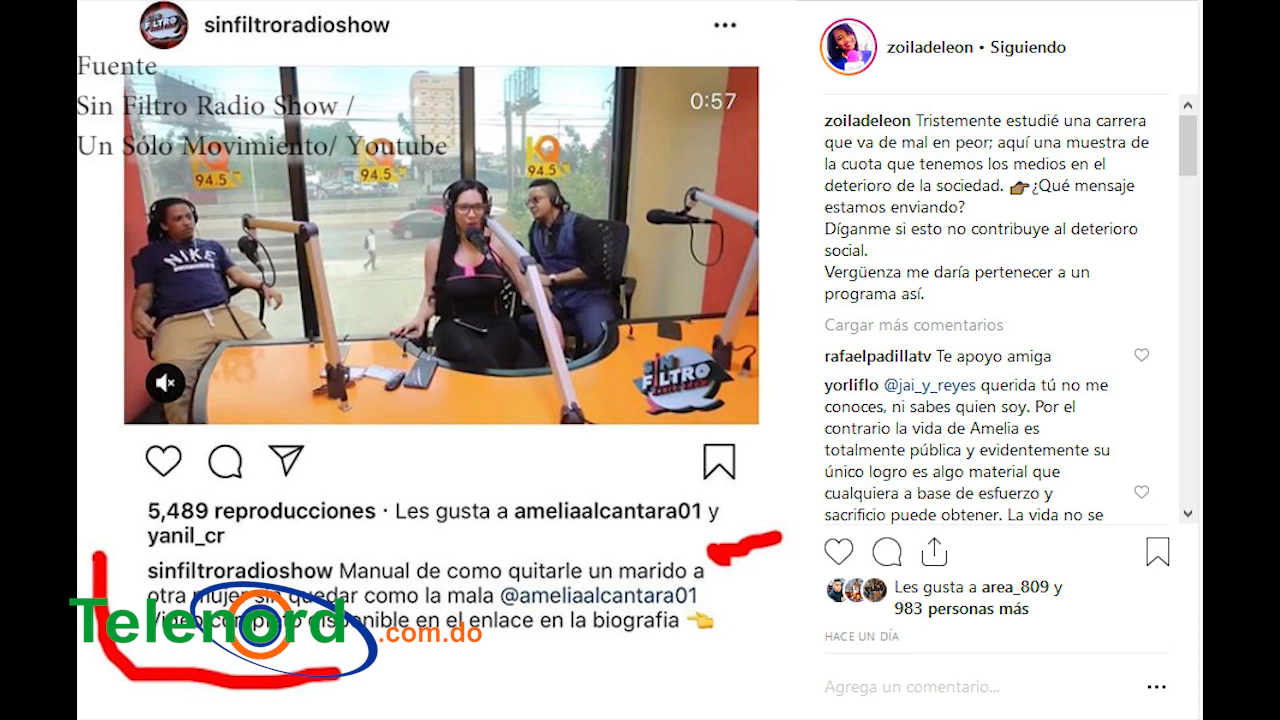 sinfiltroradioshow
Fuente
Sin Filtro Radio Show /
Un Sólo Movimiento/ Youtube
0:57
94.5
KQ
94.5
KQ
94.5
NIKE
SIN
FILTRO
5,489 reproducciones · Les gusta a ameliaalcantara01 y
yanil_cr
sinfiltroradioshow Manual de como quitarle un marido a
otra mujer sin quedar como la mala @ameliaalcantara01
Video completo disponible en el enlace en la biografia 👈
Telenord.com.do
zoiladeleon • Siguiendo
zoiladeleon Tristemente estudié una carrera
que va de mal en peor; aquí una muestra de
la cuota que tenemos los medios en el
deterioro de la sociedad. 👉¿Qué mensaje
estamos enviando?
Díganme si esto no contribuye al deterioro
social.
Vergüenza me daría pertenecer a un
programa así.
Cargar más comentarios
rafaelpadillatv Te apoyo amiga
yorliflo @jai_y_reyes querida tú no me
conoces, ni sabes quien soy. Por el
contrario la vida de Amelia es
totalmente pública y evidentemente su
único logro es algo material que
cualquiera a base de esfuerzo y
sacrificio puede obtener. La vida no se
Les gusta a area_809 y
983 personas más
HACE UN DÍA
Agrega un comentario...